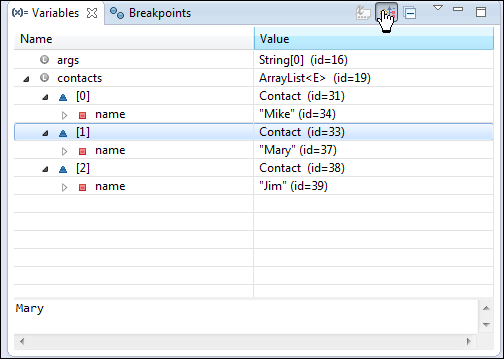 (x)= Variables Breakpoints
Name Value
args String[0] (id=16)
contacts ArrayList<E> (id=19)
[0] Contact (id=31)
name "Mike" (id=34)
[1] Contact (id=33)
name "Mary" (id=37)
[2] Contact (id=38)
name "Jim" (id=39)
Mary